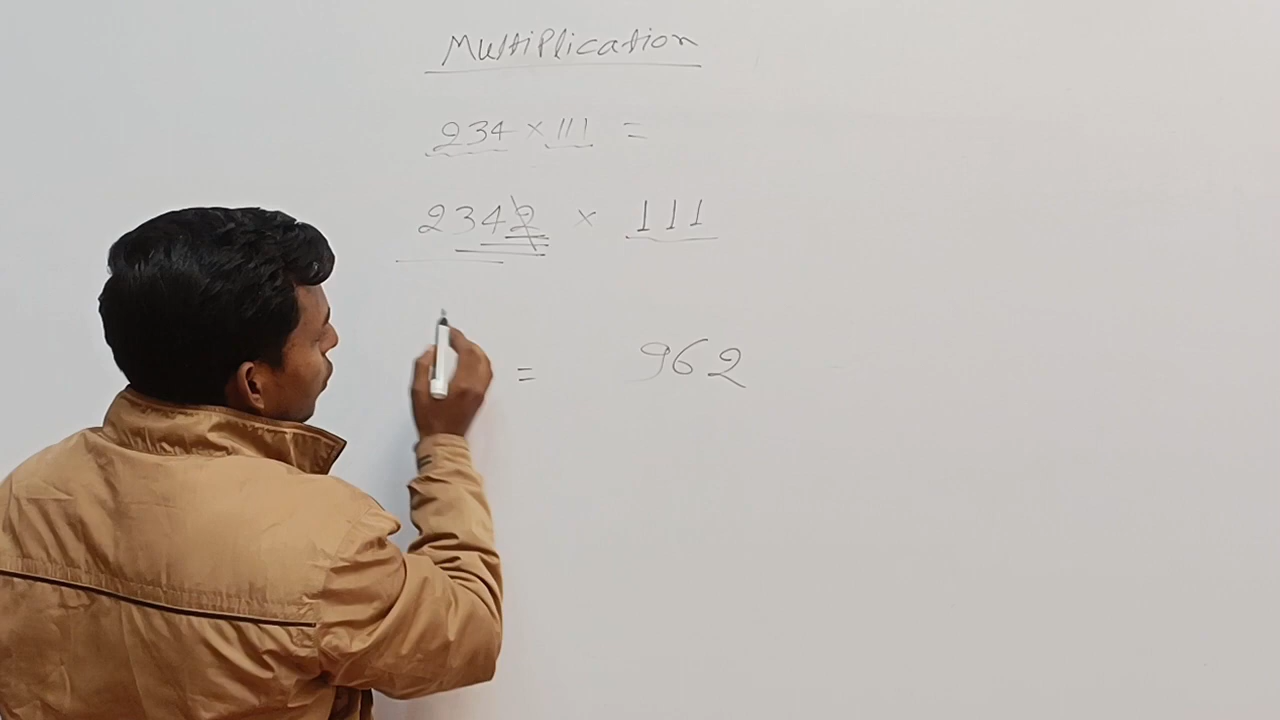 Multiplication
234 × 111 =
2342 × 111
= 962